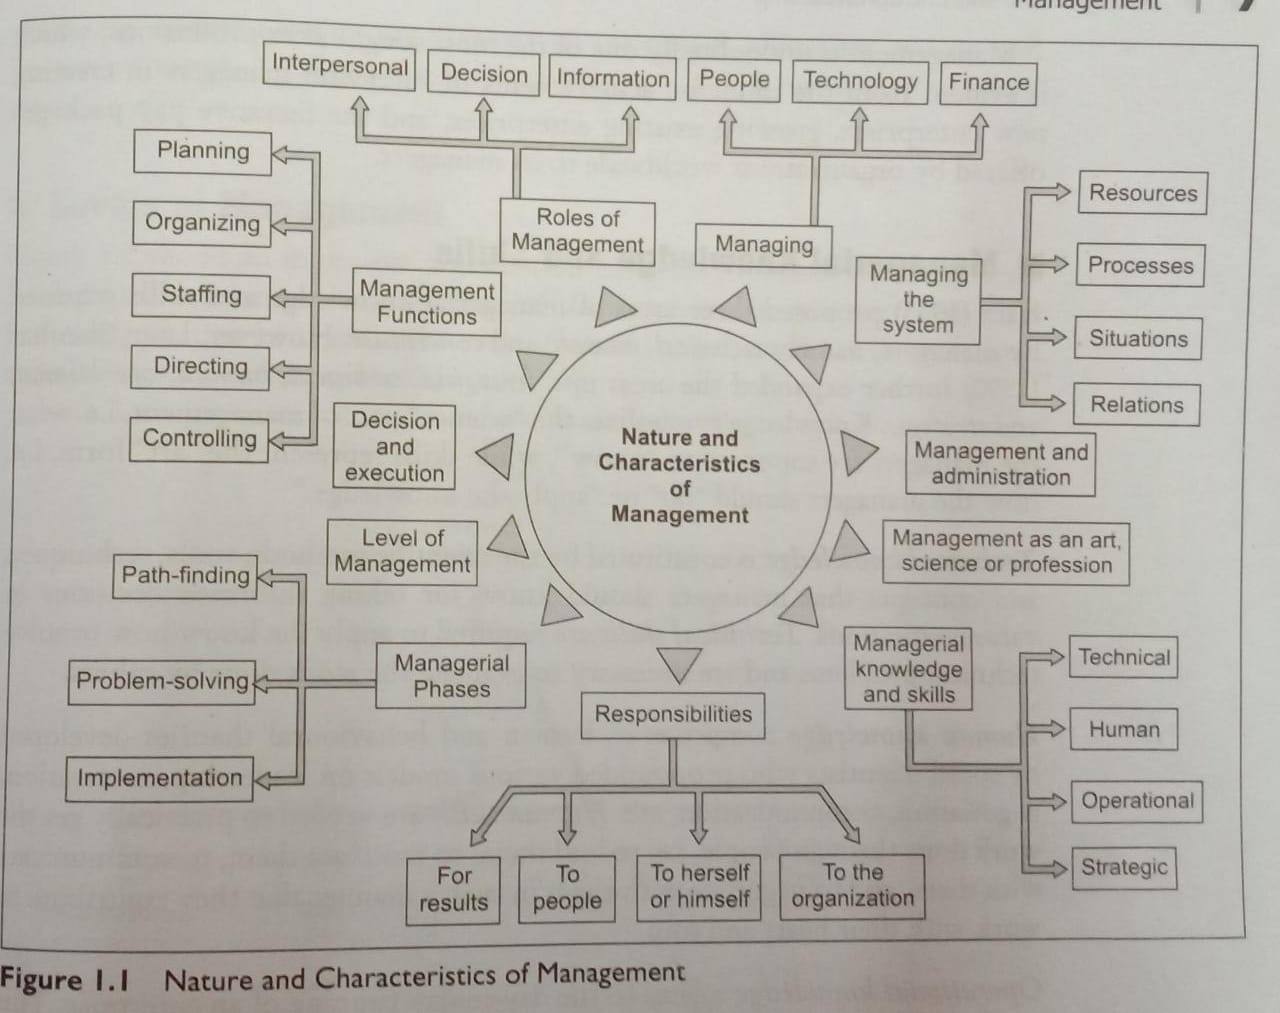 Management
Interpersonal
Decision
Information
People
Technology
Finance
Planning
Organizing
Staffing
Directing
Controlling
Management
Functions
Roles of
Management
Managing
Managing
the
system
Resources
Processes
Situations
Relations
Decision
and
execution
Nature and
Characteristics
of
Management
Management and
administration
Level of
Management
Management as an art,
science or profession
Path-finding
Problem-solving
Implementation
Managerial
Phases
Responsibilities
Managerial
knowledge
and skills
Technical
Human
Operational
Strategic
For
results
To
people
To herself
or himself
To the
organization
Figure 1.1 Nature and Characteristics of Management